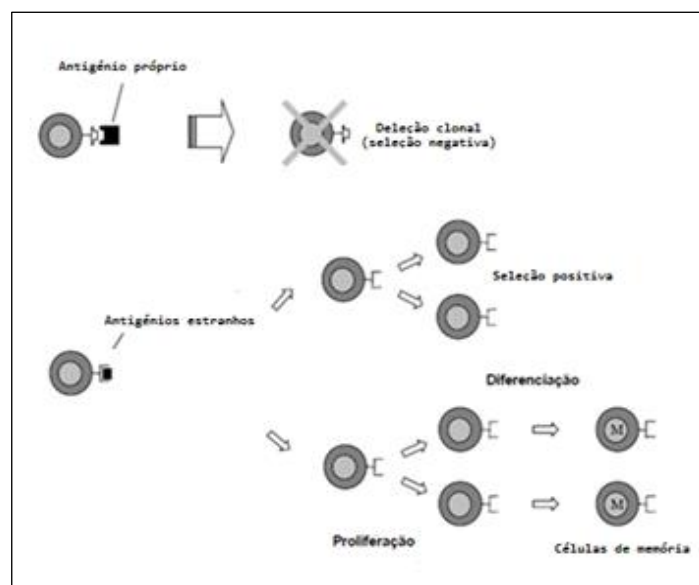 Antigénio próprio
Deleção clonal
(seleção negativa)
Seleção positiva
Antigénios estranhos
Diferenciação
M
M
Proliferação
Células de memória